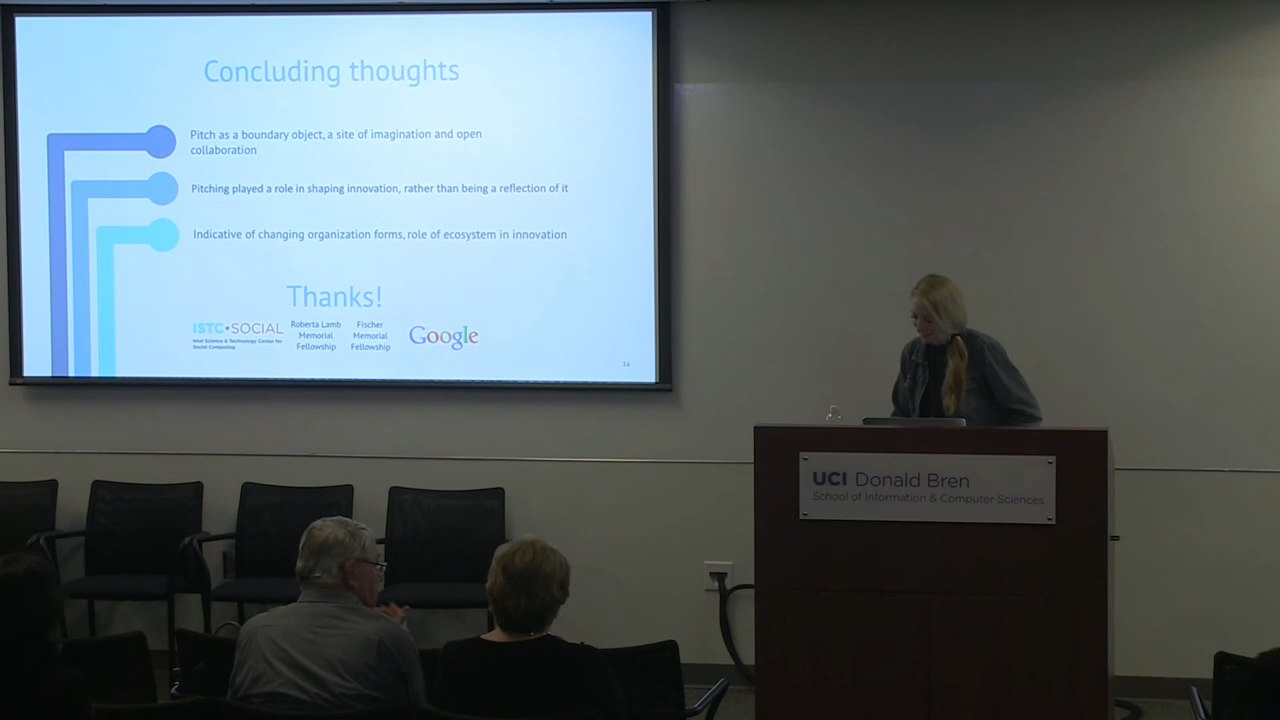 Concluding thoughts
Pitch as a boundary object, a site of imagination and open
collaboration
Pitching played a role in shaping innovation, rather than being a reflection of it
Indicative of changing organization forms, role of ecosystem in innovation
Thanks!
ISTC•SOCIAL
Intel Science & Technology Center for
Social Computing
Roberta Lamb
Memorial
Fellowship
Fischer
Memorial
Fellowship
Google
16
UCI Donald Bren
School of Information & Computer Sciences